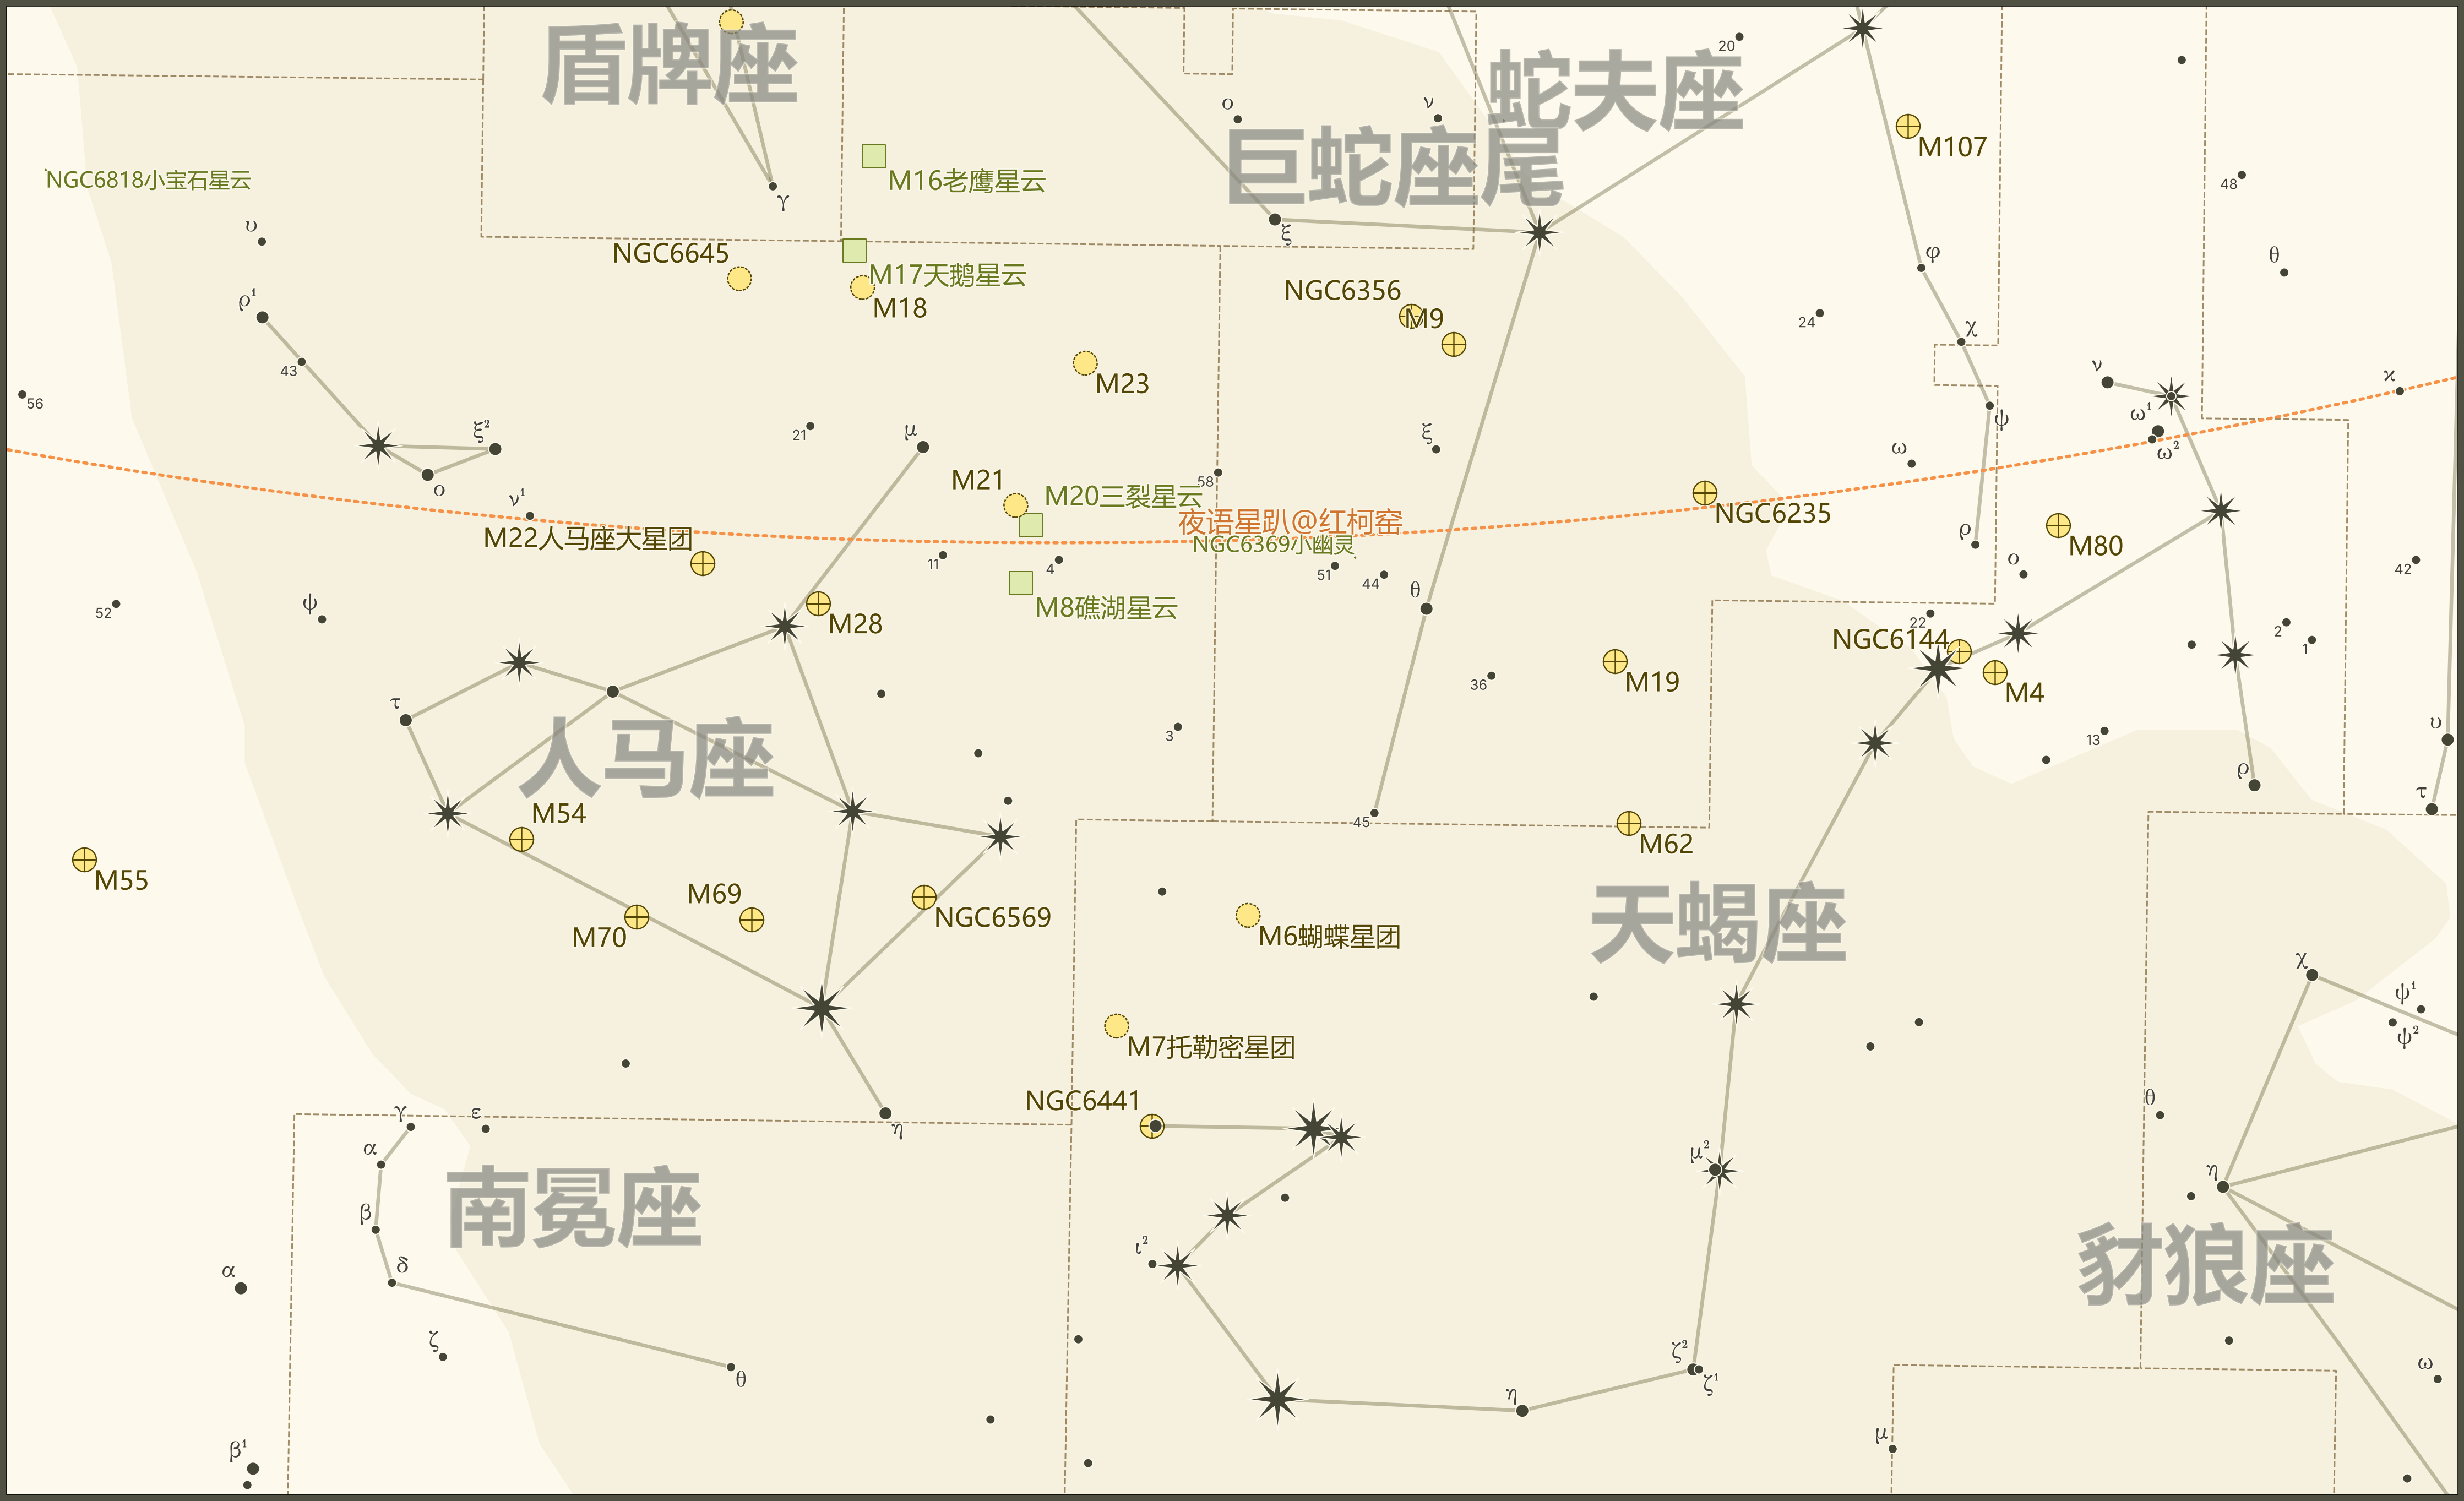 盾牌座
20
蛇夫座
ο
ν
M107
巨蛇座尾
NGC6818小宝石星云
M16老鹰星云
48
γ
υ
ξ
NGC6645
φ
θ
M17天鹅星云
NGC6356
ρ¹
M18
M9
24
χ
43
M23
ν
ϰ
56
ω¹
ψ
ξ²
21
μ
ξ
ω
ω²
ο
M21
58
ν¹
M20三裂星云
夜语星趴@红柯窑
NGC6235
M22人马座大星团
ρ
M80
NGC6369小幽灵
11
4
51
44
ο
42
θ
52
ψ
M8礁湖星云
M28
22
2
NGC6144
1
M19
36
M4
τ
υ
3
13
人马座
ρ
τ
M54
45
M62
M55
M69
NGC6569
M70
M6蝴蝶星团
天蝎座
χ
ψ¹
ψ²
M7托勒密星团
NGC6441
θ
γ
ε
η
α
μ²
η
南冕座
β
ι²
豺狼座
δ
α
ζ
ζ²
ω
θ
ζ¹
η
β¹
μ